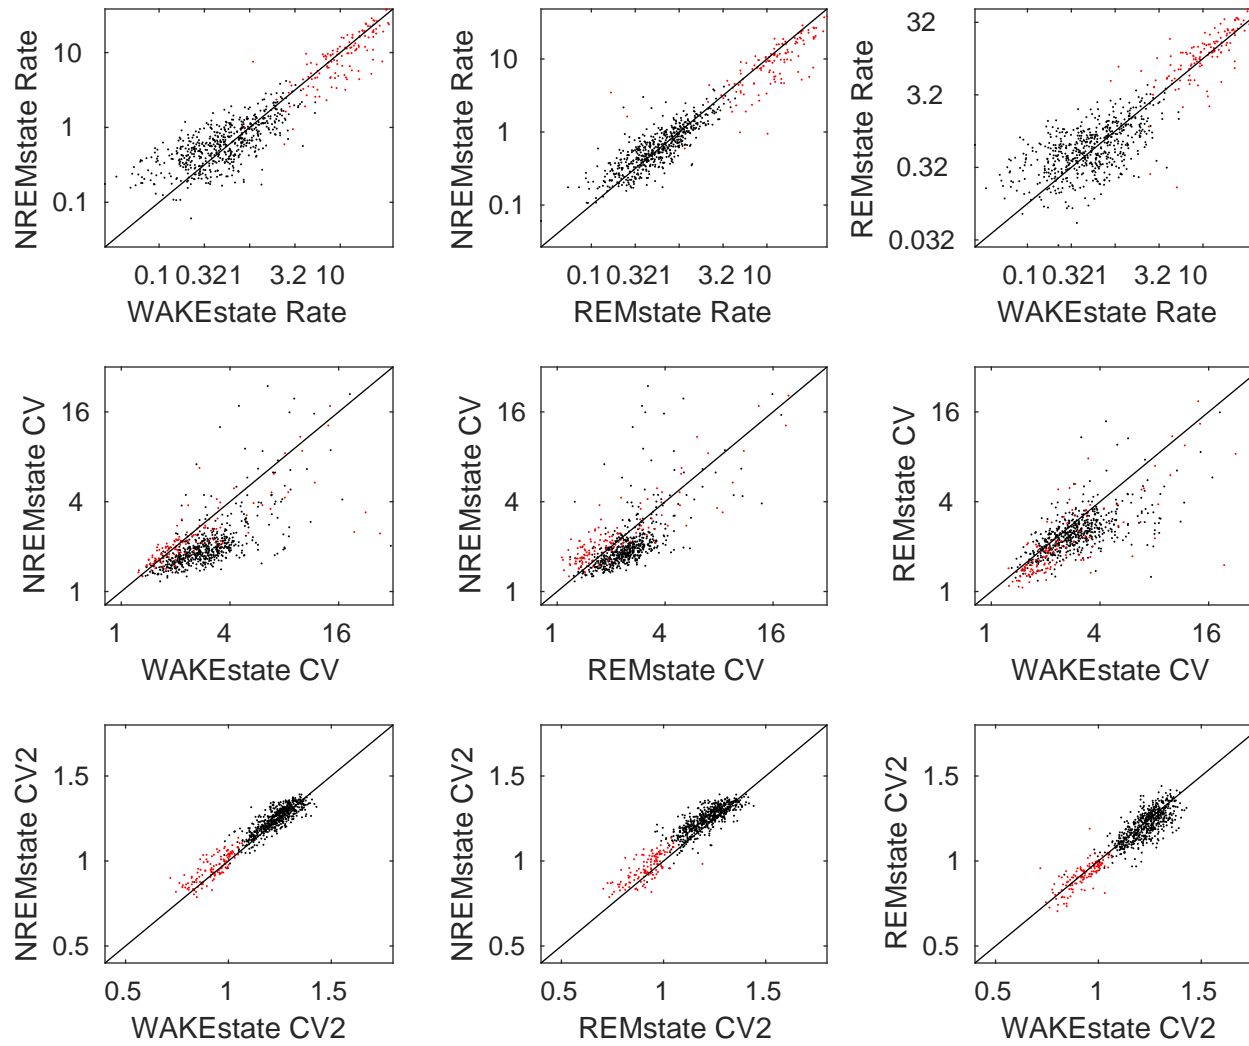 NREMstate Rate
10
1
0.1
0.1 0.32 1 3.2 10
WAKEstate Rate
NREMstate Rate
10
1
0.1
0.1 0.32 1 3.2 10
REMstate Rate
REMstate Rate
32
3.2
0.32
0.032
0.1 0.32 1 3.2 10
WAKEstate Rate
NREMstate CV
16
4
1
1 4 16
WAKEstate CV
NREMstate CV
16
4
1
1 4 16
REMstate CV
REMstate CV
16
4
1
1 4 16
WAKEstate CV
NREMstate CV2
1.5
1
0.5
0.5 1 1.5
WAKEstate CV2
NREMstate CV2
1.5
1
0.5
0.5 1 1.5
REMstate CV2
REMstate CV2
1.5
1
0.5
0.5 1 1.5
WAKEstate CV2